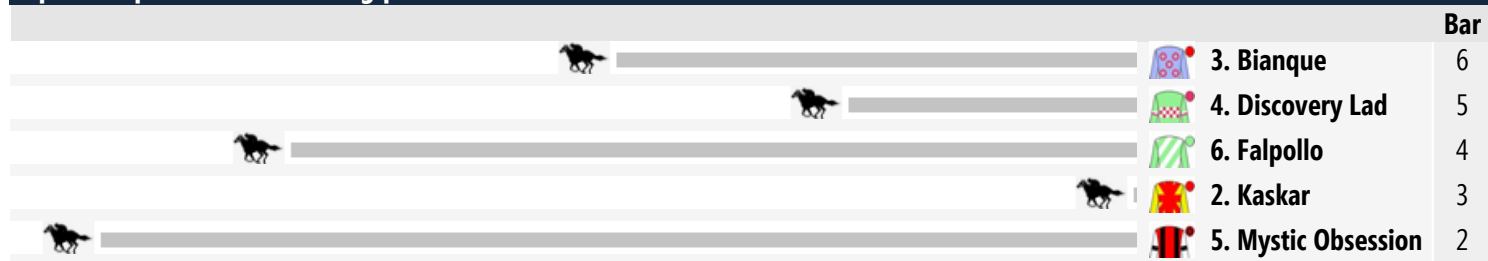 Bar
3. Bianque 6
4. Discovery Lad 5
6. Falpollo 4
2. Kaskar 3
5. Mystic Obsession 2